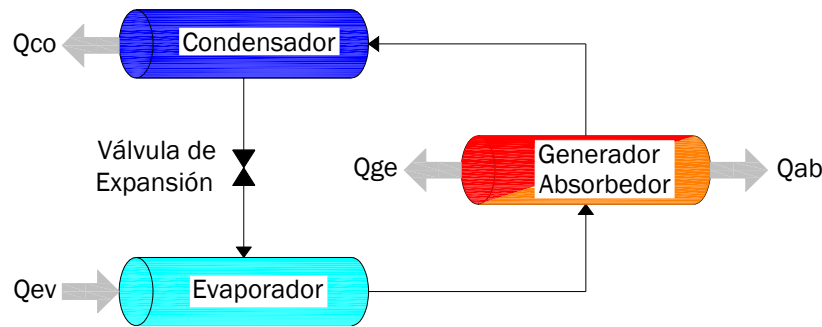 Qco
Condensador
Válvula de
Expansión
Qge
Generador
Absorbedor
Qab
Qev
Evaporador